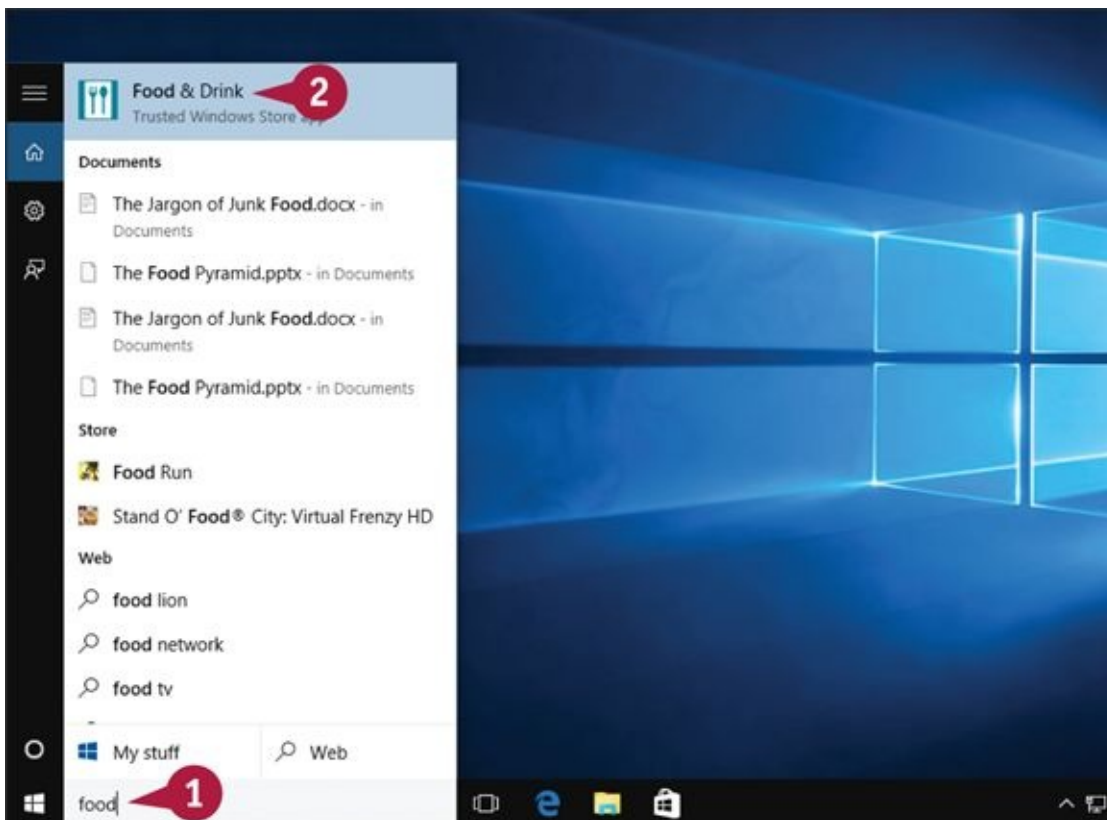 Food & Drink
2
Trusted Windows Store
Documents
The Jargon of Junk Food.docx - in
Documents
The Food Pyramid.pptx - in Documents
The Jargon of Junk Food.docx - in
Documents
The Food Pyramid.pptx - in Documents
Store
Food Run
Stand O' Food® City: Virtual Frenzy HD
Web
food lion
food network
food tv
My stuff
Web
food
1